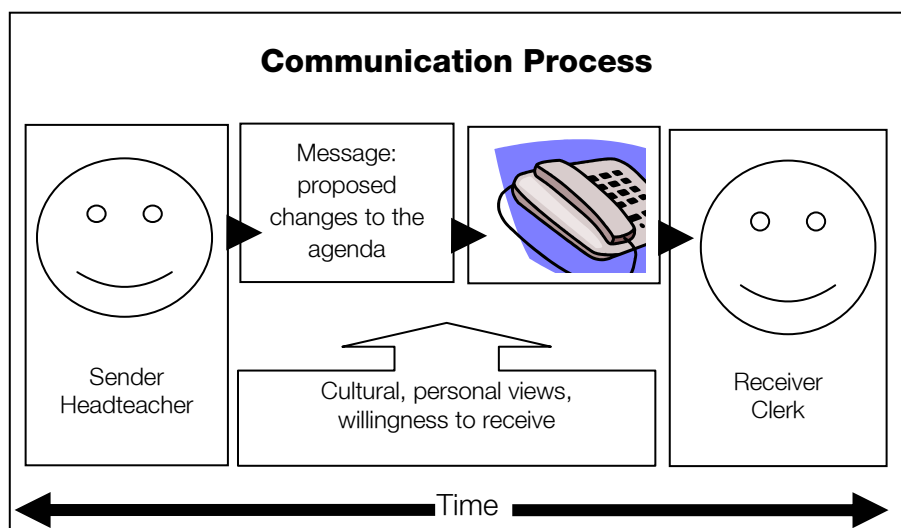 Communication Process
Message:
proposed
changes to the
agenda
Sender
Headteacher
Cultural, personal views,
willingness to receive
Receiver
Clerk
Time